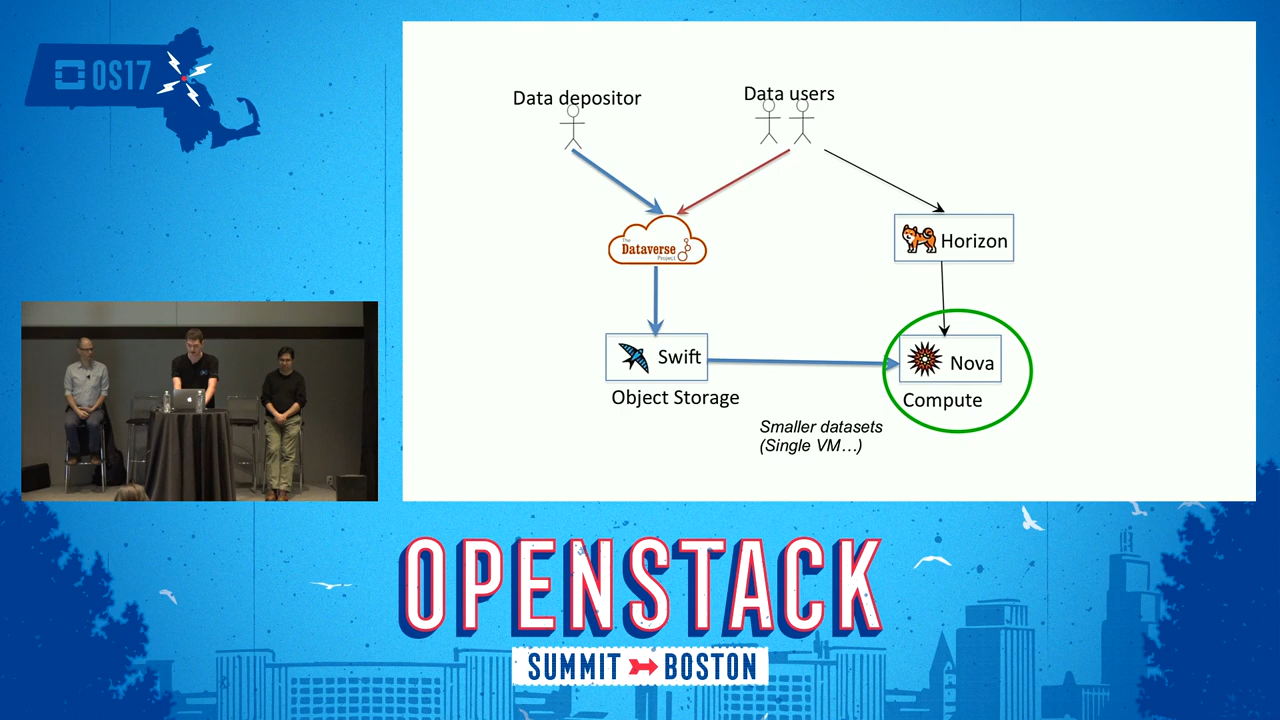 OS17
Data depositor
Data users
The
Dataverse
Project
Horizon
Swift
Nova
Object Storage
Compute
Smaller datasets
(Single VM...)
OPENSTACK
SUMMIT BOSTON